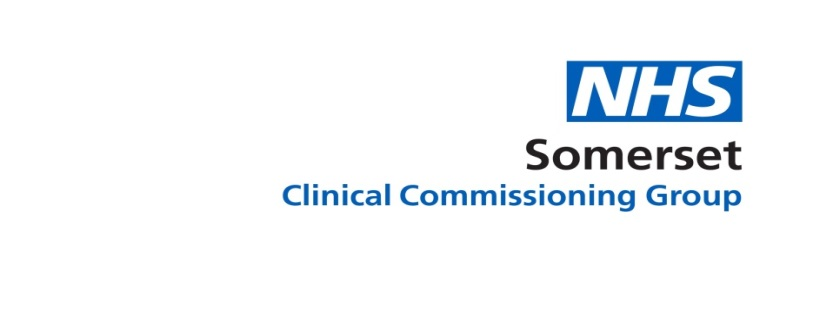 NHS
Somerset
Clinical Commissioning Group